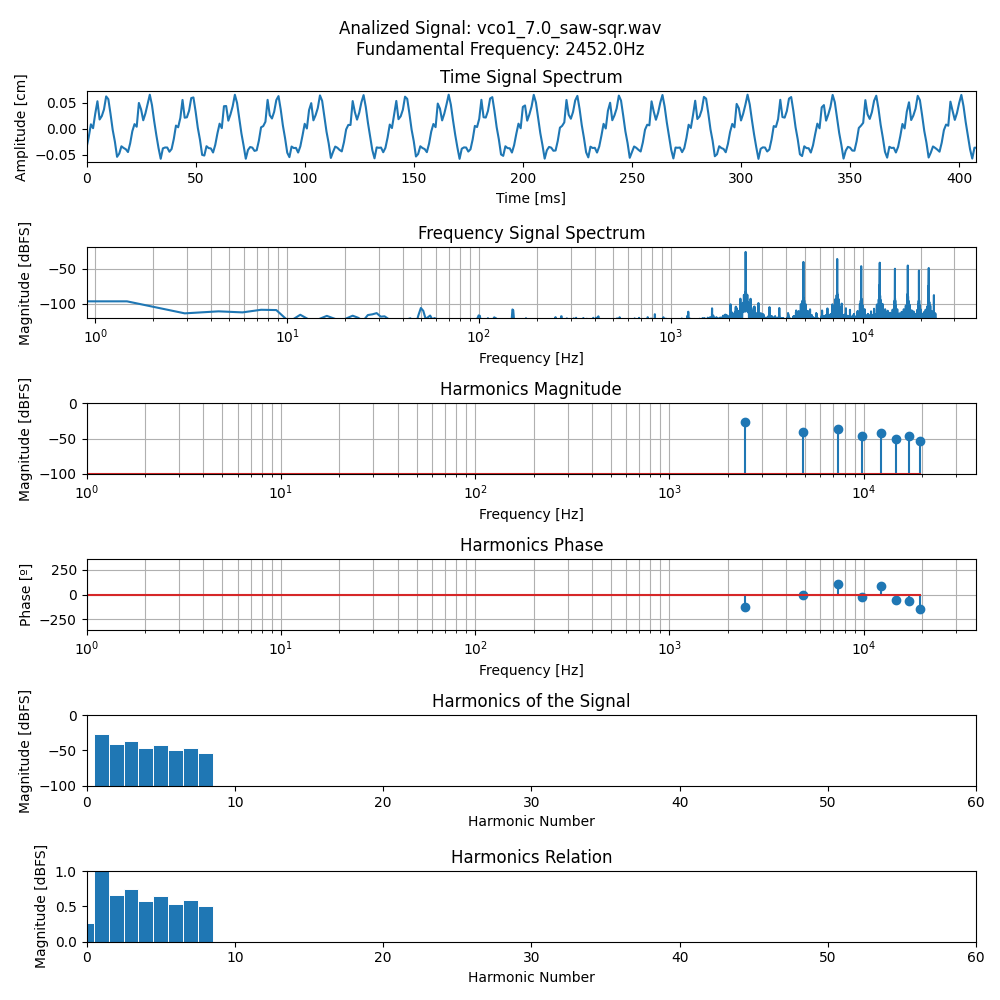 Analized Signal: vco1_7.0_saw-sqr.wav
Fundamental Frequency: 2452.0Hz
Time Signal Spectrum
Amplitude [cm]
0.05
0.00
−0.05
0 50 100 150 200 250 300 350 400
Time [ms]
Frequency Signal Spectrum
Magnitude [dBFS]
−50
−100
10⁰ 10¹ 10² 10³ 10⁴
Frequency [Hz]
Harmonics Magnitude
Magnitude [dBFS]
0
−50
−100
10⁰ 10¹ 10² 10³ 10⁴
Frequency [Hz]
Harmonics Phase
Phase [º]
250
0
−250
10⁰ 10¹ 10² 10³ 10⁴
Frequency [Hz]
Harmonics of the Signal
Magnitude [dBFS]
0
−50
−100
0 10 20 30 40 50 60
Harmonic Number
Harmonics Relation
Magnitude [dBFS]
1.0
0.5
0.0
0 10 20 30 40 50 60
Harmonic Number